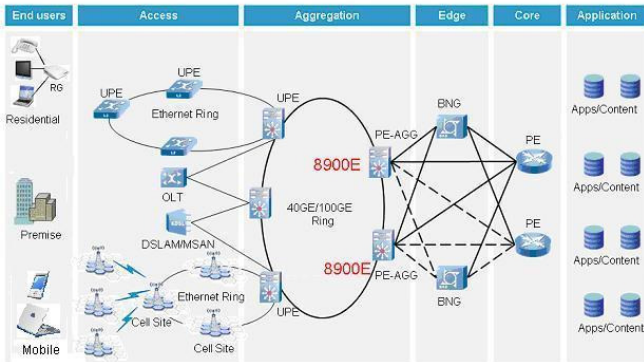 End users
Access
Aggregation
Edge
Core
Application
RG
Residential
Premise
Mobile
UPE
UPE
Ethernet Ring
UPE
OLT
DSLAM/MSAN
Ethernet Ring
Cell Site
Cell Site
UPE
40GE/100GE
Ring
PE-AGG
8900E
8900E
PE-AGG
BNG
BNG
PE
PE
Apps/Content
Apps/Content
Apps/Content
Apps/Content